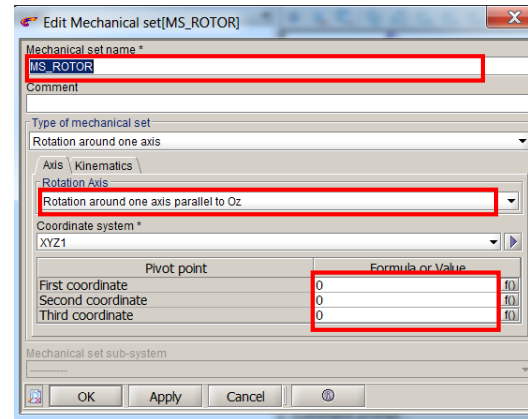 Edit Mechanical set[MS_ROTOR]
Mechanical set name *
MS_ROTOR
Comment
Type of mechanical set
Rotation around one axis
Axis Kinematics
Rotation Axis
Rotation around one axis parallel to Oz
Coordinate system *
XYZ1
Pivot point Formula or Value
First coordinate 0 f()
Second coordinate 0 f()
Third coordinate 0 f()
Mechanical set sub-system
OK Apply Cancel